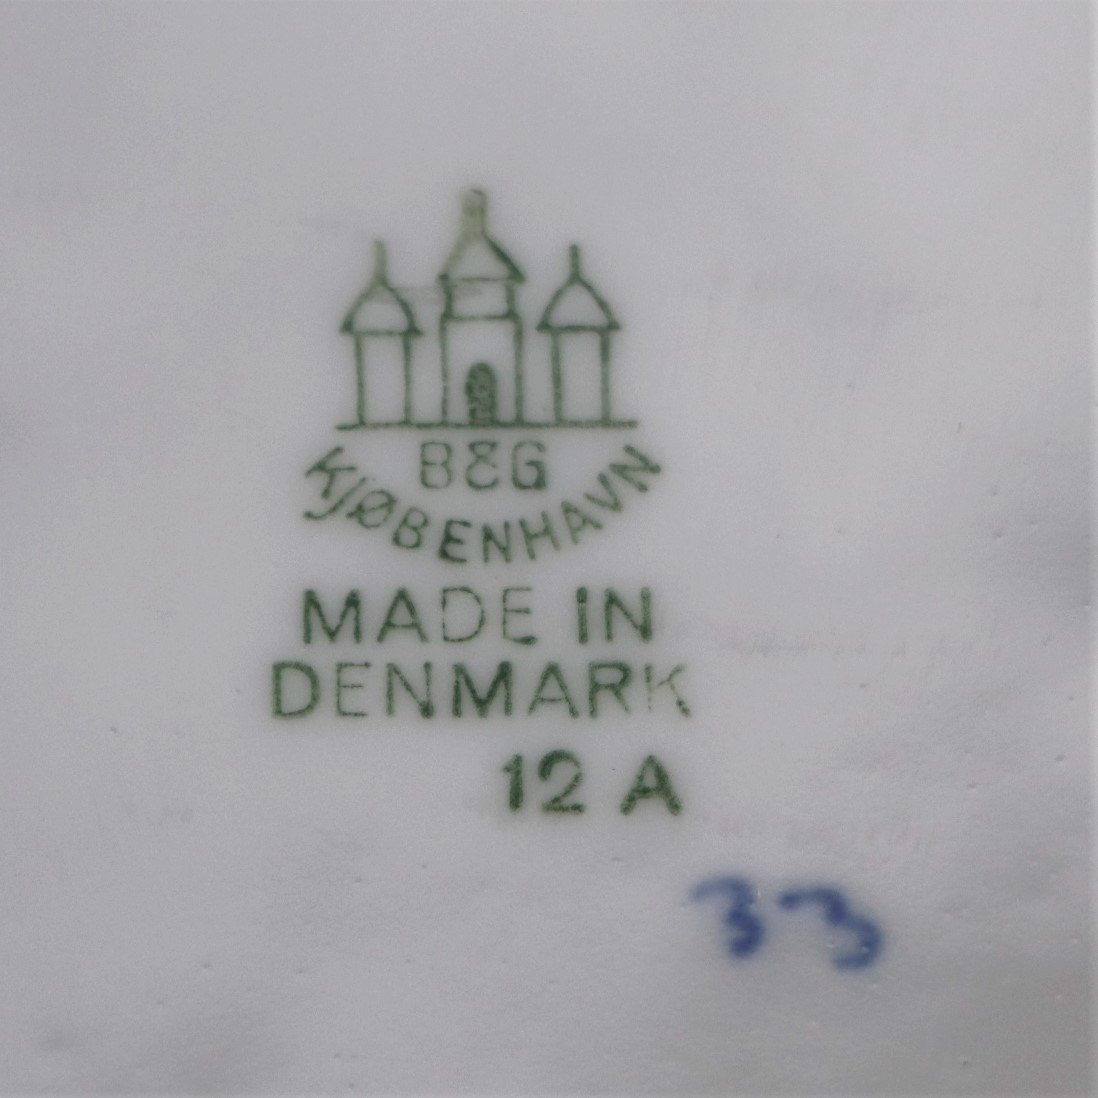 B&G
KJØBENHAVN
MADE IN
DENMARK
12 A
33